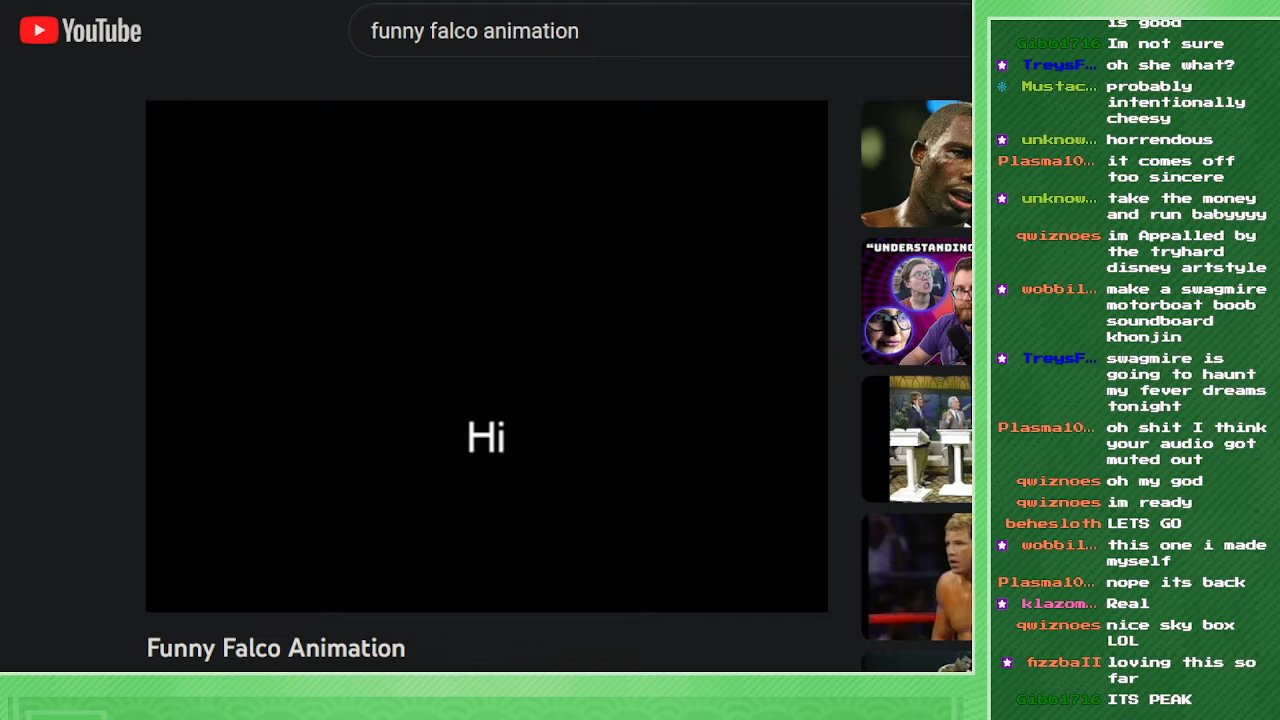 YouTube
funny falco animation
"UNDERSTANDING
Hi
Funny Falco Animation
is good
Gibb1716 Im not sure
TreysF... oh she what?
Mustac... probably
intentionally
cheesy
unknow... horrendous
Plasma10... it comes off
too sincere
unknow... take the money
and run babyyyy
qwiznoes im Appalled by
the tryhard
disney artstyle
wobbil... make a swagmire
motorboat boob
soundboard
khonjin
TreysF... swagmire is
going to haunt
my fever dreams
tonight
Plasma10... oh shit I think
your audio got
muted out
qwiznoes oh my god
qwiznoes im ready
behesloth LETS GO
wobbil... this one i made
myself
Plasma10... nope its back
klazom... Real
qwiznoes nice sky box
LOL
fizzbaII loving this so
far
Gibb1716 ITS PEAK